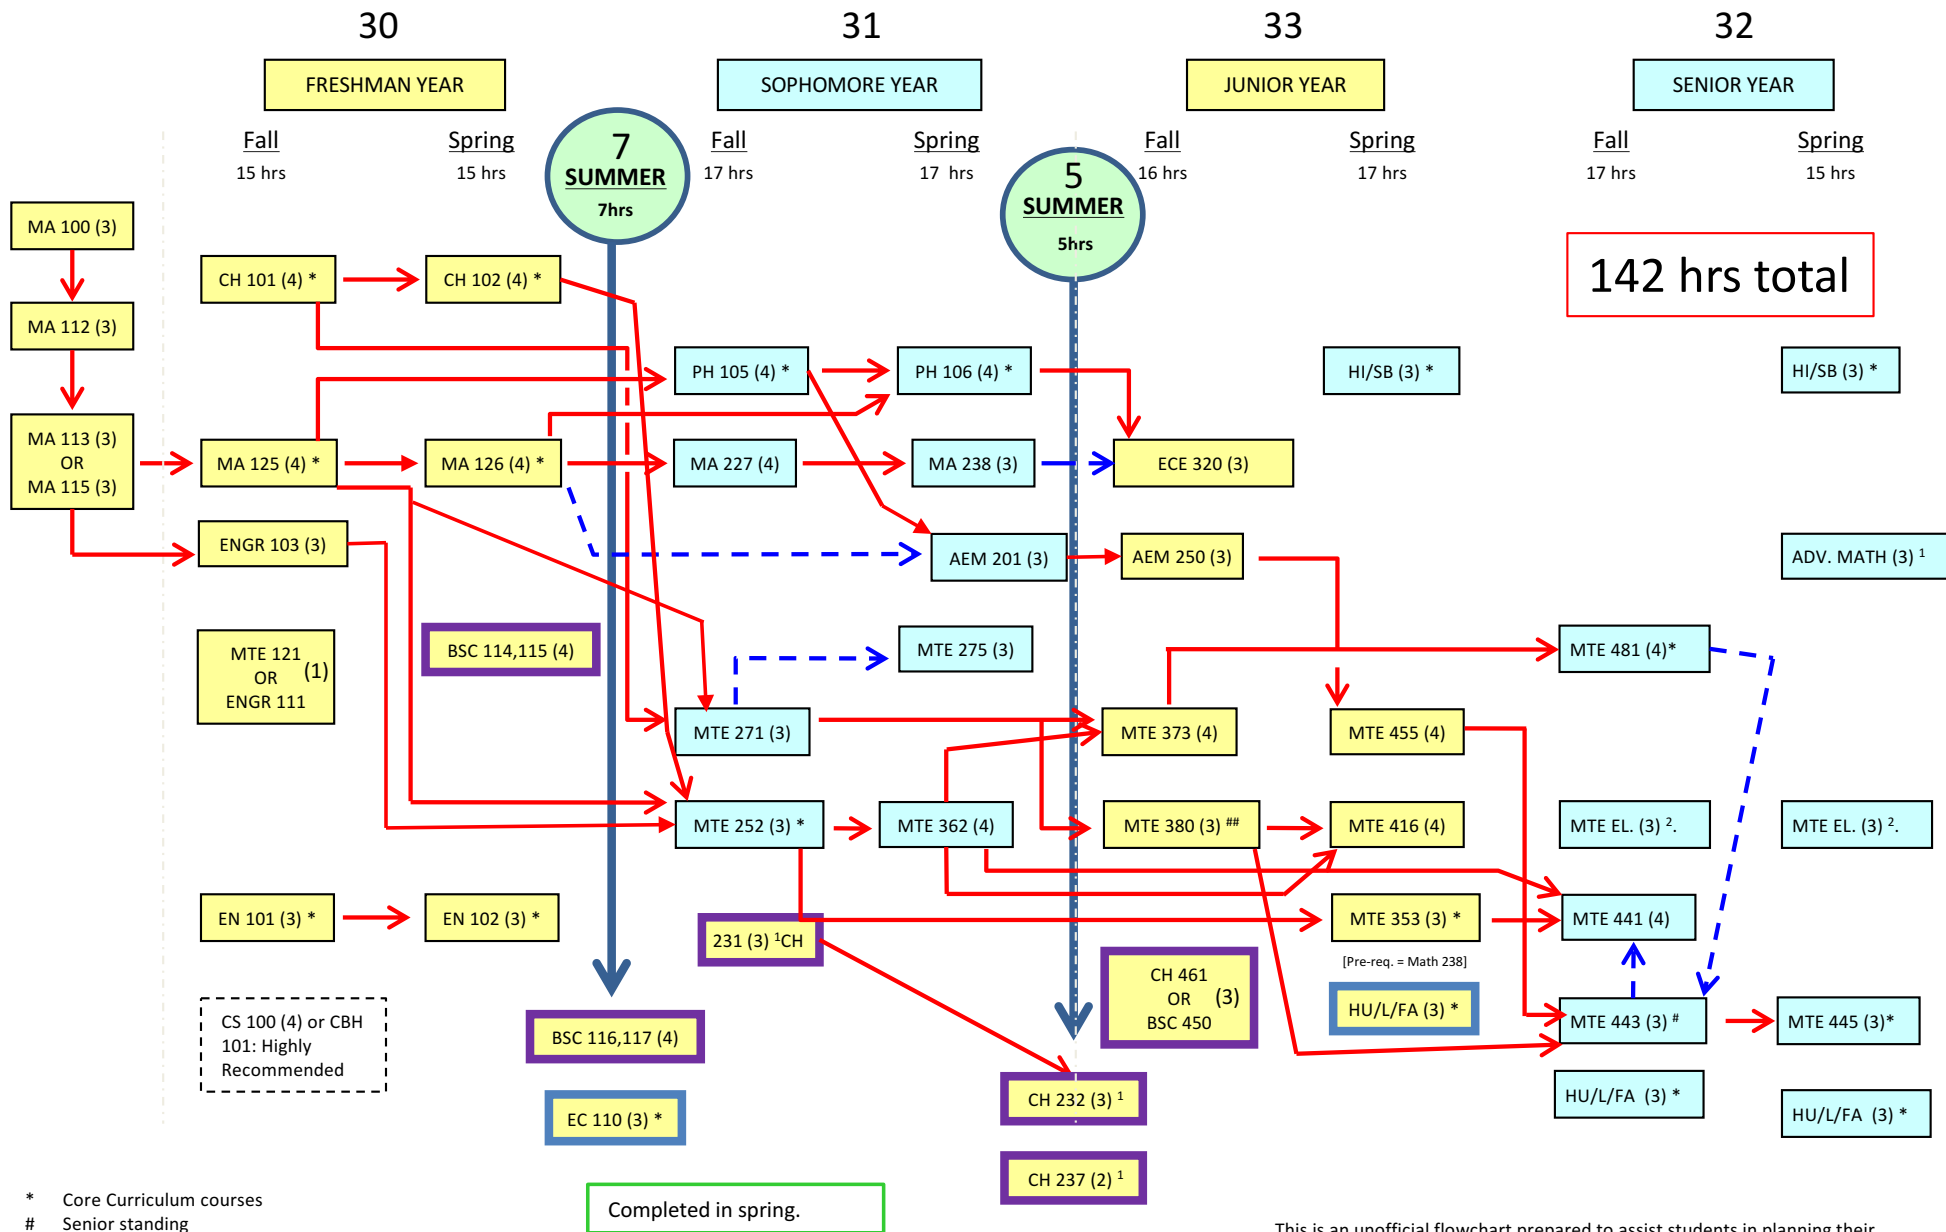 30
31
33
32
FRESHMAN YEAR
SOPHOMORE YEAR
JUNIOR YEAR
SENIOR YEAR
Fall
15 hrs
Spring
15 hrs
7
SUMMER
7hrs
Fall
17 hrs
Spring
17 hrs
5
SUMMER
5hrs
Fall
16 hrs
Spring
17 hrs
Fall
17 hrs
Spring
15 hrs
142 hrs total
MA 100 (3)
MA 112 (3)
MA 113 (3)
OR
MA 115 (3)
CH 101 (4) *
CH 102 (4) *
PH 105 (4) *
PH 106 (4) *
HI/SB (3) *
HI/SB (3) *
MA 125 (4) *
MA 126 (4) *
MA 227 (4)
MA 238 (3)
ECE 320 (3)
ENGR 103 (3)
AEM 201 (3)
AEM 250 (3)
ADV. MATH (3) 1
MTE 121
OR (1)
ENGR 111
BSC 114,115 (4)
MTE 275 (3)
MTE 481 (4)*
MTE 271 (3)
MTE 373 (4)
MTE 455 (4)
MTE 252 (3) *
MTE 362 (4)
MTE 380 (3) ##
MTE 416 (4)
MTE EL. (3) 2.
MTE EL. (3) 2.
EN 101 (3) *
EN 102 (3) *
231 (3) 1CH
MTE 353 (3) *
[Pre-req. = Math 238]
MTE 441 (4)
CH 461
OR (3)
BSC 450
HU/L/FA (3) *
MTE 443 (3) #
MTE 445 (3)*
CS 100 (4) or CBH
101: Highly
Recommended
BSC 116,117 (4)
EC 110 (3) *
CH 232 (3) 1
CH 237 (2) 1
HU/L/FA (3) *
HU/L/FA (3) *
* Core Curriculum courses
# Senior standing
Completed in spring.
This is an unofficial flowchart prepared to assist students in planning their